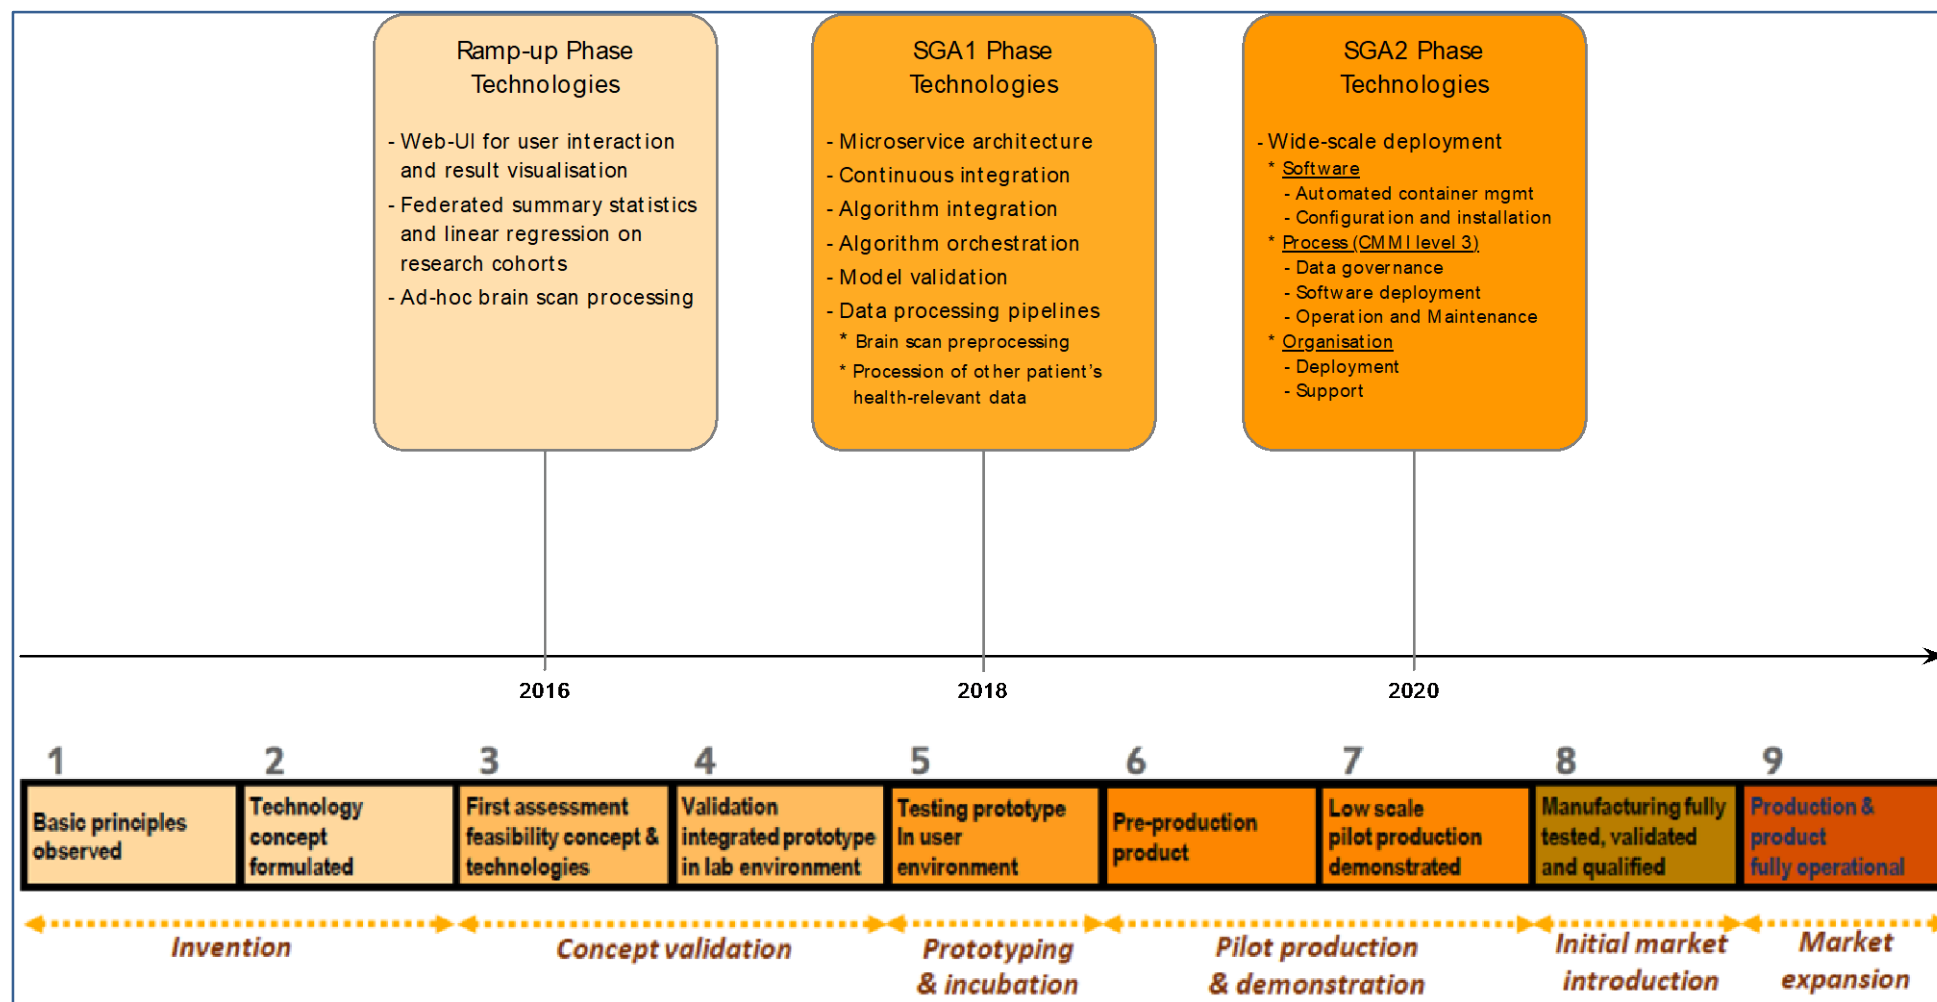 Ramp-up Phase
Technologies
- Web-UI for user interaction
and result visualisation
- Federated summary statistics
and linear regression on
research cohorts
- Ad-hoc brain scan processing
SGA1 Phase
Technologies
- Microservice architecture
- Continuous integration
- Algorithm integration
- Algorithm orchestration
- Model validation
- Data processing pipelines
* Brain scan preprocessing
* Procession of other patient's
health-relevant data
SGA2 Phase
Technologies
- Wide-scale deployment
* Software
- Automated container mgmt
- Configuration and installation
* Process (CMMI level 3)
- Data governance
- Software deployment
- Operation and Maintenance
* Organisation
- Deployment
- Support
2016
2018
2020
1
Basic principles
observed
2
Technology
concept
formulated
3
First assessment
feasibility concept &
technologies
4
Validation
integrated prototype
in lab environment
5
Testing prototype
In user
environment
6
Pre-production
product
7
Low scale
pilot production
demonstrated
8
Manufacturing fully
tested, validated
and qualified
9
Production &
product
fully operational
Invention
Concept validation
Prototyping
& incubation
Pilot production
& demonstration
Initial market
introduction
Market
expansion